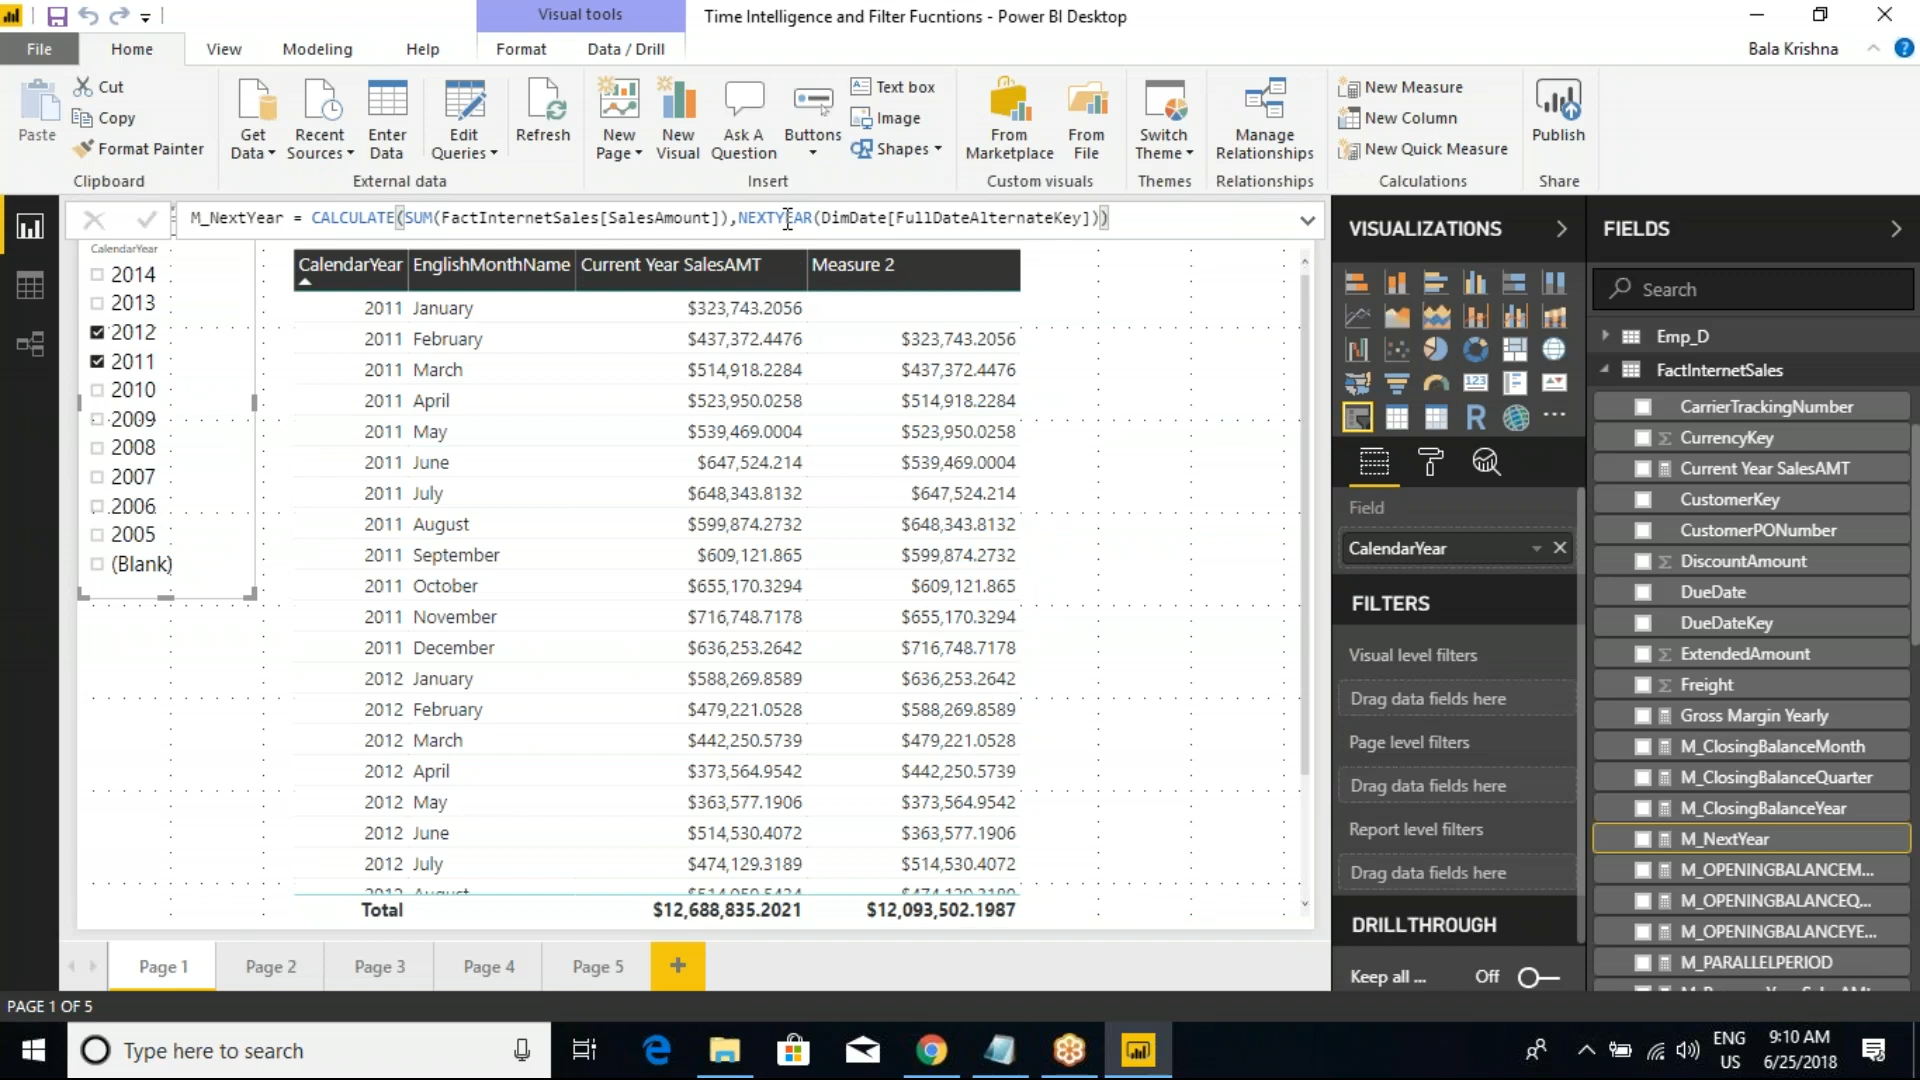 Visual tools
Time Intelligence and Filter Fucntions - Power BI Desktop
File
Home
View
Modeling
Help
Format
Data / Drill
Bala Krishna
Paste
Cut
Copy
Format Painter
Clipboard
Get Data
Recent Sources
Enter Data
Edit Queries
Refresh
External data
New Page
New Visual
Ask A Question
Buttons
Text box
Image
Shapes
Insert
From Marketplace
From File
Custom visuals
Switch Theme
Themes
Manage Relationships
Relationships
New Measure
New Column
New Quick Measure
Calculations
Publish
Share
M_NextYear = CALCULATE(SUM(FactInternetSales[SalesAmount]),NEXTYEAR(DimDate[FullDateAlternateKey]))
CalendarYear
2014
2013
2012
2011
2010
2009
2008
2007
2006
2005
(Blank)
CalendarYear EnglishMonthName Current Year SalesAMT Measure 2
2011 January $323,743.2056
2011 February $437,372.4476 $323,743.2056
2011 March $514,918.2284 $437,372.4476
2011 April $523,950.0258 $514,918.2284
2011 May $539,469.0004 $523,950.0258
2011 June $647,524.214 $539,469.0004
2011 July $648,343.8132 $647,524.214
2011 August $599,874.2732 $648,343.8132
2011 September $609,121.865 $599,874.2732
2011 October $655,170.3294 $609,121.865
2011 November $716,748.7178 $655,170.3294
2011 December $636,253.2642 $716,748.7178
2012 January $588,269.8589 $636,253.2642
2012 February $479,221.0528 $588,269.8589
2012 March $442,250.5739 $479,221.0528
2012 April $373,564.9542 $442,250.5739
2012 May $363,577.1906 $373,564.9542
2012 June $514,530.4072 $363,577.1906
2012 July $474,129.3189 $514,530.4072
2012 August
Total $12,688,835.2021 $12,093,502.1987
VISUALIZATIONS
R
123
Field
CalendarYear
FILTERS
Visual level filters
Drag data fields here
Page level filters
Drag data fields here
Report level filters
Drag data fields here
DRILLTHROUGH
Keep all ... Off
FIELDS
Search
Emp_D
FactInternetSales
CarrierTrackingNumber
CurrencyKey
Current Year SalesAMT
CustomerKey
CustomerPONumber
DiscountAmount
DueDate
DueDateKey
ExtendedAmount
Freight
Gross Margin Yearly
M_ClosingBalanceMonth
M_ClosingBalanceQuarter
M_ClosingBalanceYear
M_NextYear
M_OPENINGBALANCEM...
M_OPENINGBALANCEQ...
M_OPENINGBALANCEYE...
M_PARALLELPERIOD
Page 1
Page 2
Page 3
Page 4
Page 5
+
PAGE 1 OF 5
Type here to search
ENG
US
9:10 AM
6/25/2018